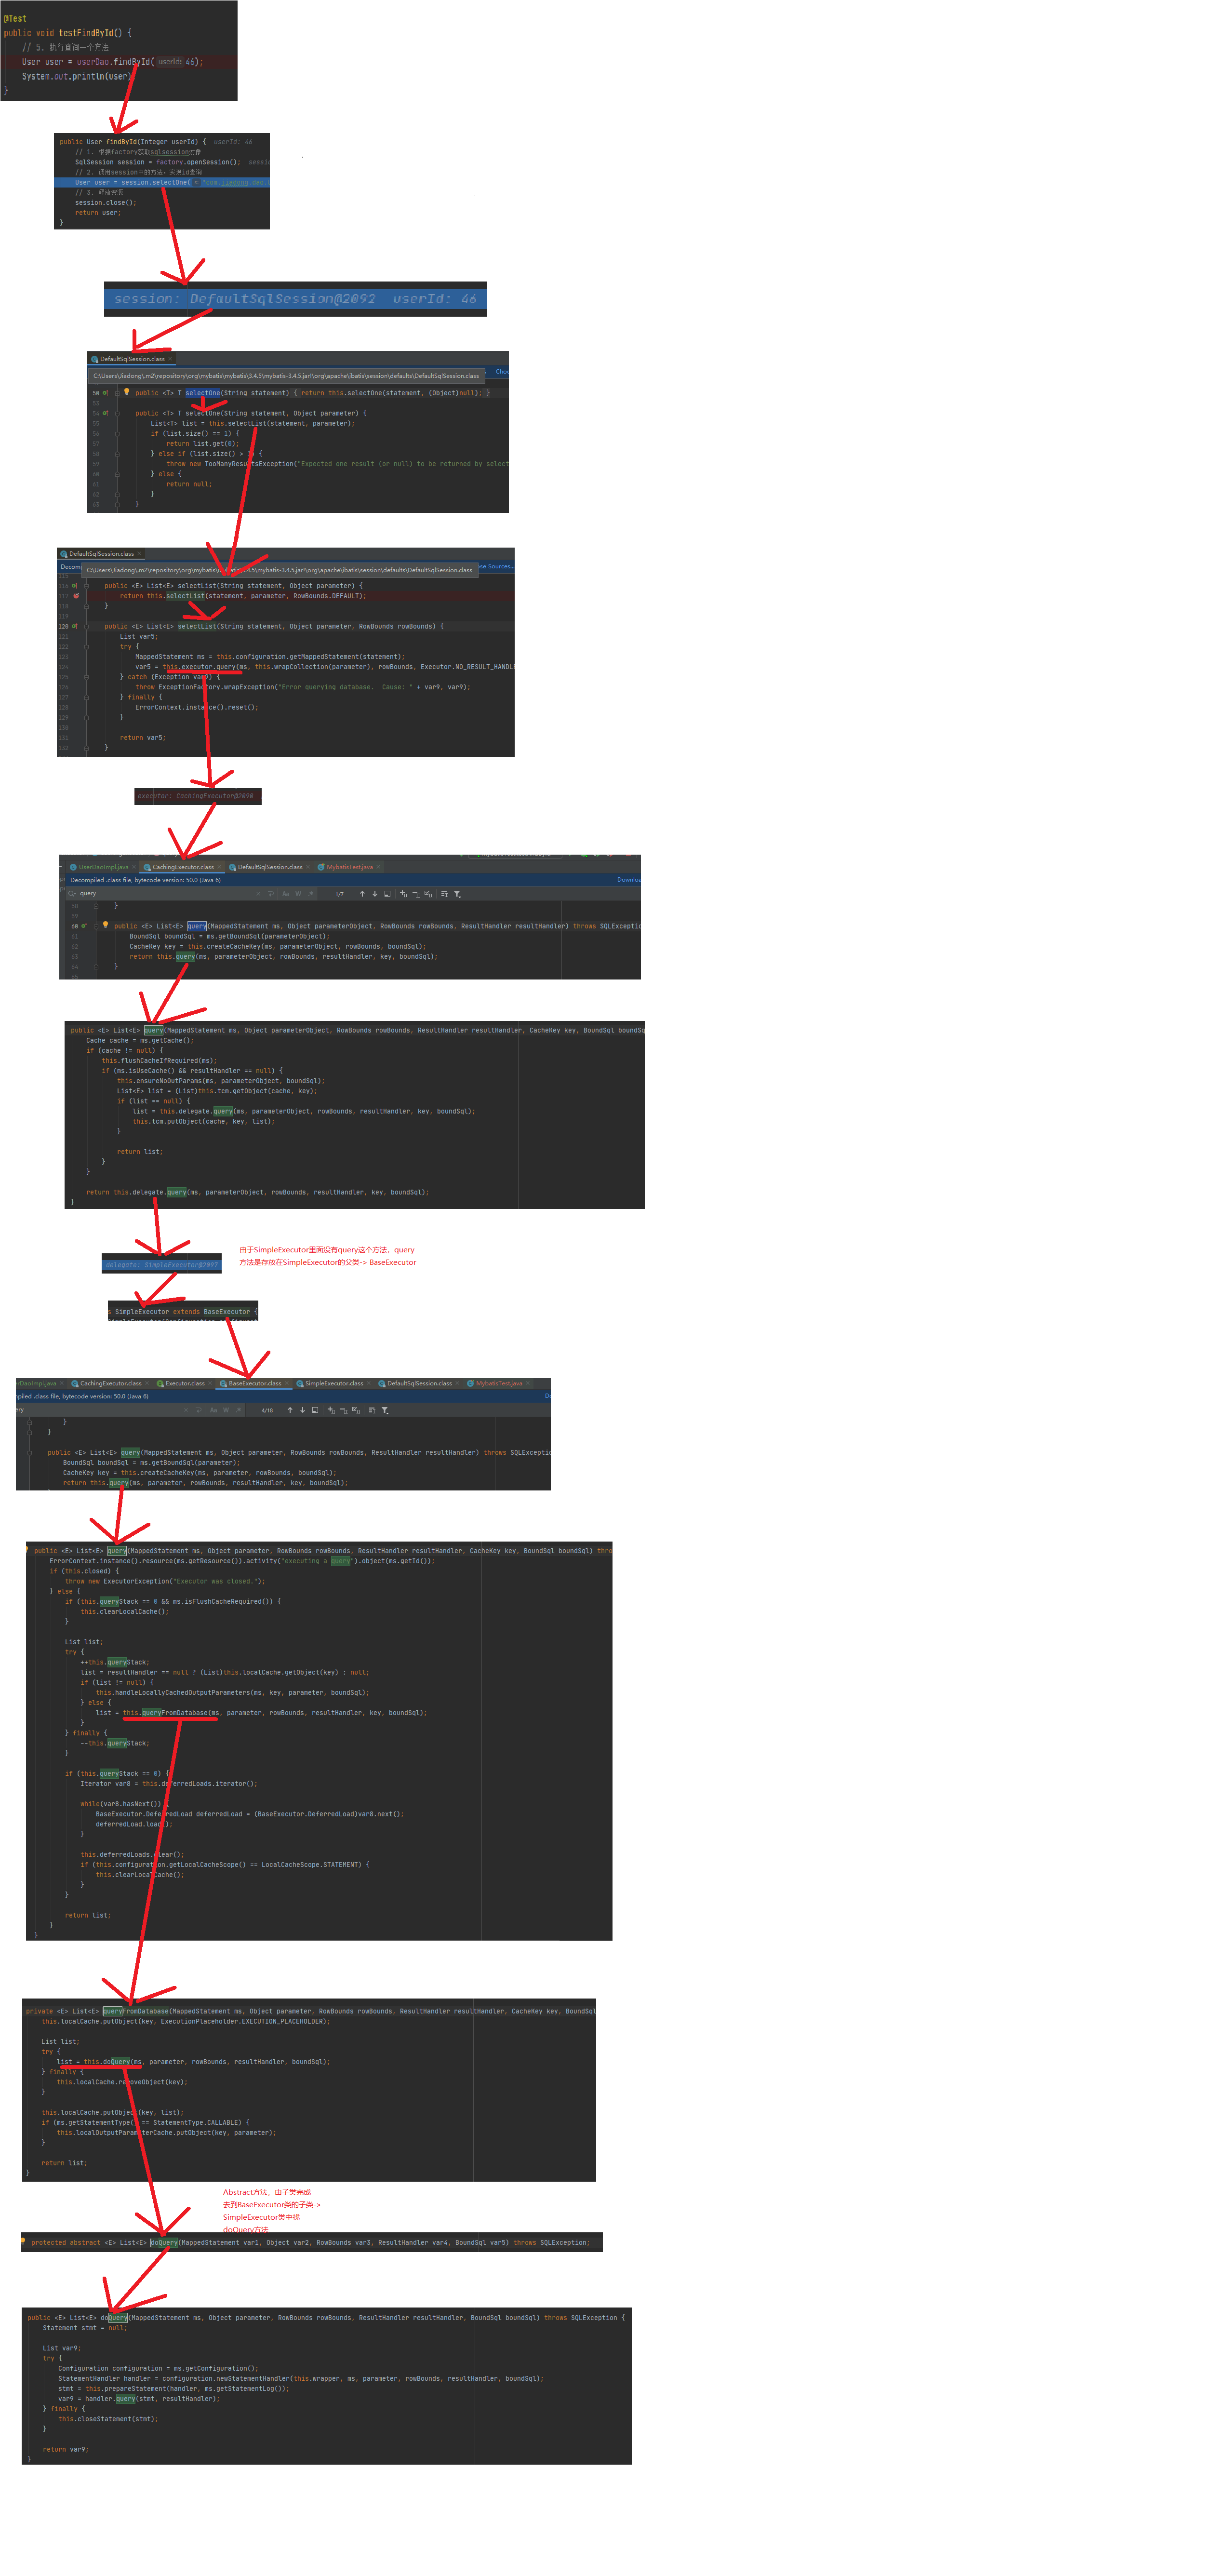 @Test
public void testFindById() {
// 5. 执行查询一个方法
User user = userDao.findById( userId: 46);
System.out.println(user)
}
public User findById(Integer userId) { userId: 46
// 1. 根据factory获取sqlsession对象
SqlSession session = factory.openSession();
// 2. 调用session中的方法，实现id查询
User user = session.selectOne(
// 3. 释放资源
session.close();
return user;
}
session: DefaultSqlSession@2092 userId: 46
DefaultSqlSession.class
C:\Users\Jiadong\.m2\repository\org\mybatis\mybatis\3.4.5\mybatis-3.4.5.jar!\org\apache\ibatis\session\defaults\DefaultSqlSession.class
50 public <T> T selectOne(String statement) { return this.selectOne(statement, (Object)null); }
53
54 public <T> T selectOne(String statement, Object parameter) {
55 List<T> list = this.selectList(statement, parameter);
56 if (list.size() == 1) {
57 return list.get(0);
58 } else if (list.size() > 1) {
59 throw new TooManyResultsException("Expected one result (or null) to be returned by select
60 } else {
61 return null;
62 }
63 }
DefaultSqlSession.class
C:\Users\Jiadong\.m2\repository\org\mybatis\ 3.4.5\mybatis-3.4.5.jar!\org\apache\ibatis\session\defaults\DefaultSqlSession.class
115
116 public <E> List<E> selectList(String statement, Object parameter) {
117 return this.selectList(statement, parameter, RowBounds.DEFAULT);
118 }
119
120 public <E> List<E> selectList(String statement, Object parameter, RowBounds rowBounds) {
121 List var5;
122 try {
123 MappedStatement ms = this.configuration.getMappedStatement(statement);
124 var5 = this.executor.query(ms, this.wrapCollection(parameter), rowBounds, Executor.NO_RESULT_HANDL
125 } catch (Exception var9) {
126 throw ExceptionFactory.wrapException("Error querying database.  Cause: " + var9, var9);
127 } finally {
128 ErrorContext.instance().reset();
129 }
130
131 return var5;
132 }
executor: CachingExecutor@2090
UserDaoImpl.java CachingExecutor.class DefaultSqlSession.class MybatisTest.java
Decompiled .class file, bytecode version: 50.0 (Java 6) Downloa
query Aa W 1/7
58 }
59
60 public <E> List<E> query(MappedStatement ms, Object parameterObject, RowBounds rowBounds, ResultHandler resultHandler) throws SQLException
61 BoundSql boundSql = ms.getBoundSql(parameterObject);
62 CacheKey key = this.createCacheKey(ms, parameterObject, rowBounds, boundSql);
63 return this.query(ms, parameterObject, rowBounds, resultHandler, key, boundSql);
64 }
public <E> List<E> query(MappedStatement ms, Object parameterObject, RowBounds rowBounds, ResultHandler resultHandler, CacheKey key, BoundSql boundSq
Cache cache = ms.getCache();
if (cache != null) {
this.flushCacheIfRequired(ms);
if (ms.isUseCache() && resultHandler == null) {
this.ensureNoOutParams(ms, parameterObject, boundSql);
List<E> list = (List)this.tcm.getObject(cache, key);
if (list == null) {
list = this.delegate.query(ms, parameterObject, rowBounds, resultHandler, key, boundSql);
this.tcm.putObject(cache, key, list);
}
return list;
}
}
return this.delegate.query(ms, parameterObject, rowBounds, resultHandler, key, boundSql);
}
delegate: SimpleExecutor@2097
由于SimpleExecutor里面没有query这个方法，query
方法是存放在SimpleExecutor的父类-> BaseExecutor
s SimpleExecutor extends BaseExecutor {
erDaoImpl.java CachingExecutor.class Executor.class BaseExecutor.class SimpleExecutor.class DefaultSqlSession.class MybatisTest.java
mpiled .class file, bytecode version: 50.0 (Java 6)
ery Aa W 4/18
}
}
public <E> List<E> query(MappedStatement ms, Object parameter, RowBounds rowBounds, ResultHandler resultHandler) throws SQLException
BoundSql boundSql = ms.getBoundSql(parameter);
CacheKey key = this.createCacheKey(ms, parameter, rowBounds, boundSql);
return this.query(ms, parameter, rowBounds, resultHandler, key, boundSql);
public <E> List<E> query(MappedStatement ms, Object parameter, RowBounds rowBounds, ResultHandler resultHandler, CacheKey key, BoundSql boundSql) thro
ErrorContext.instance().resource(ms.getResource()).activity("executing a query").object(ms.getId());
if (this.closed) {
throw new ExecutorException("Executor was closed.");
} else {
if (this.queryStack == 0 && ms.isFlushCacheRequired()) {
this.clearLocalCache();
}
List list;
try {
++this.queryStack;
list = resultHandler == null ? (List)this.localCache.getObject(key) : null;
if (list != null) {
this.handleLocallyCachedOutputParameters(ms, key, parameter, boundSql);
} else {
list = this.queryFromDatabase(ms, parameter, rowBounds, resultHandler, key, boundSql);
}
} finally {
--this.queryStack;
}
if (this.queryStack == 0) {
Iterator var8 = this.deferredLoads.iterator();
while(var8.hasNext()) {
BaseExecutor.DeferredLoad deferredLoad = (BaseExecutor.DeferredLoad)var8.next();
deferredLoad.load();
}
this.deferredLoads.clear();
if (this.configuration.getLocalCacheScope() == LocalCacheScope.STATEMENT) {
this.clearLocalCache();
}
}
return list;
}
}
private <E> List<E> queryFromDatabase(MappedStatement ms, Object parameter, RowBounds rowBounds, ResultHandler resultHandler, CacheKey key, BoundSql
this.localCache.putObject(key, ExecutionPlaceholder.EXECUTION_PLACEHOLDER);
List list;
try {
list = this.doQuery(ms, parameter, rowBounds, resultHandler, boundSql);
} finally {
this.localCache.removeObject(key);
}
this.localCache.putObject(key, list);
if (ms.getStatementType() == StatementType.CALLABLE) {
this.localOutputParameterCache.putObject(key, parameter);
}
return list;
}
Abstract方法，由子类完成
去到BaseExecutor类的子类->
SimpleExecutor类中找
doQuery方法
protected abstract <E> List<E> doQuery(MappedStatement var1, Object var2, RowBounds var3, ResultHandler var4, BoundSql var5) throws SQLException;
public <E> List<E> doQuery(MappedStatement ms, Object parameter, RowBounds rowBounds, ResultHandler resultHandler, BoundSql boundSql) throws SQLException {
Statement stmt = null;
List var9;
try {
Configuration configuration = ms.getConfiguration();
StatementHandler handler = configuration.newStatementHandler(this.wrapper, ms, parameter, rowBounds, resultHandler, boundSql);
stmt = this.prepareStatement(handler, ms.getStatementLog());
var9 = handler.query(stmt, resultHandler);
} finally {
this.closeStatement(stmt);
}
return var9;
}